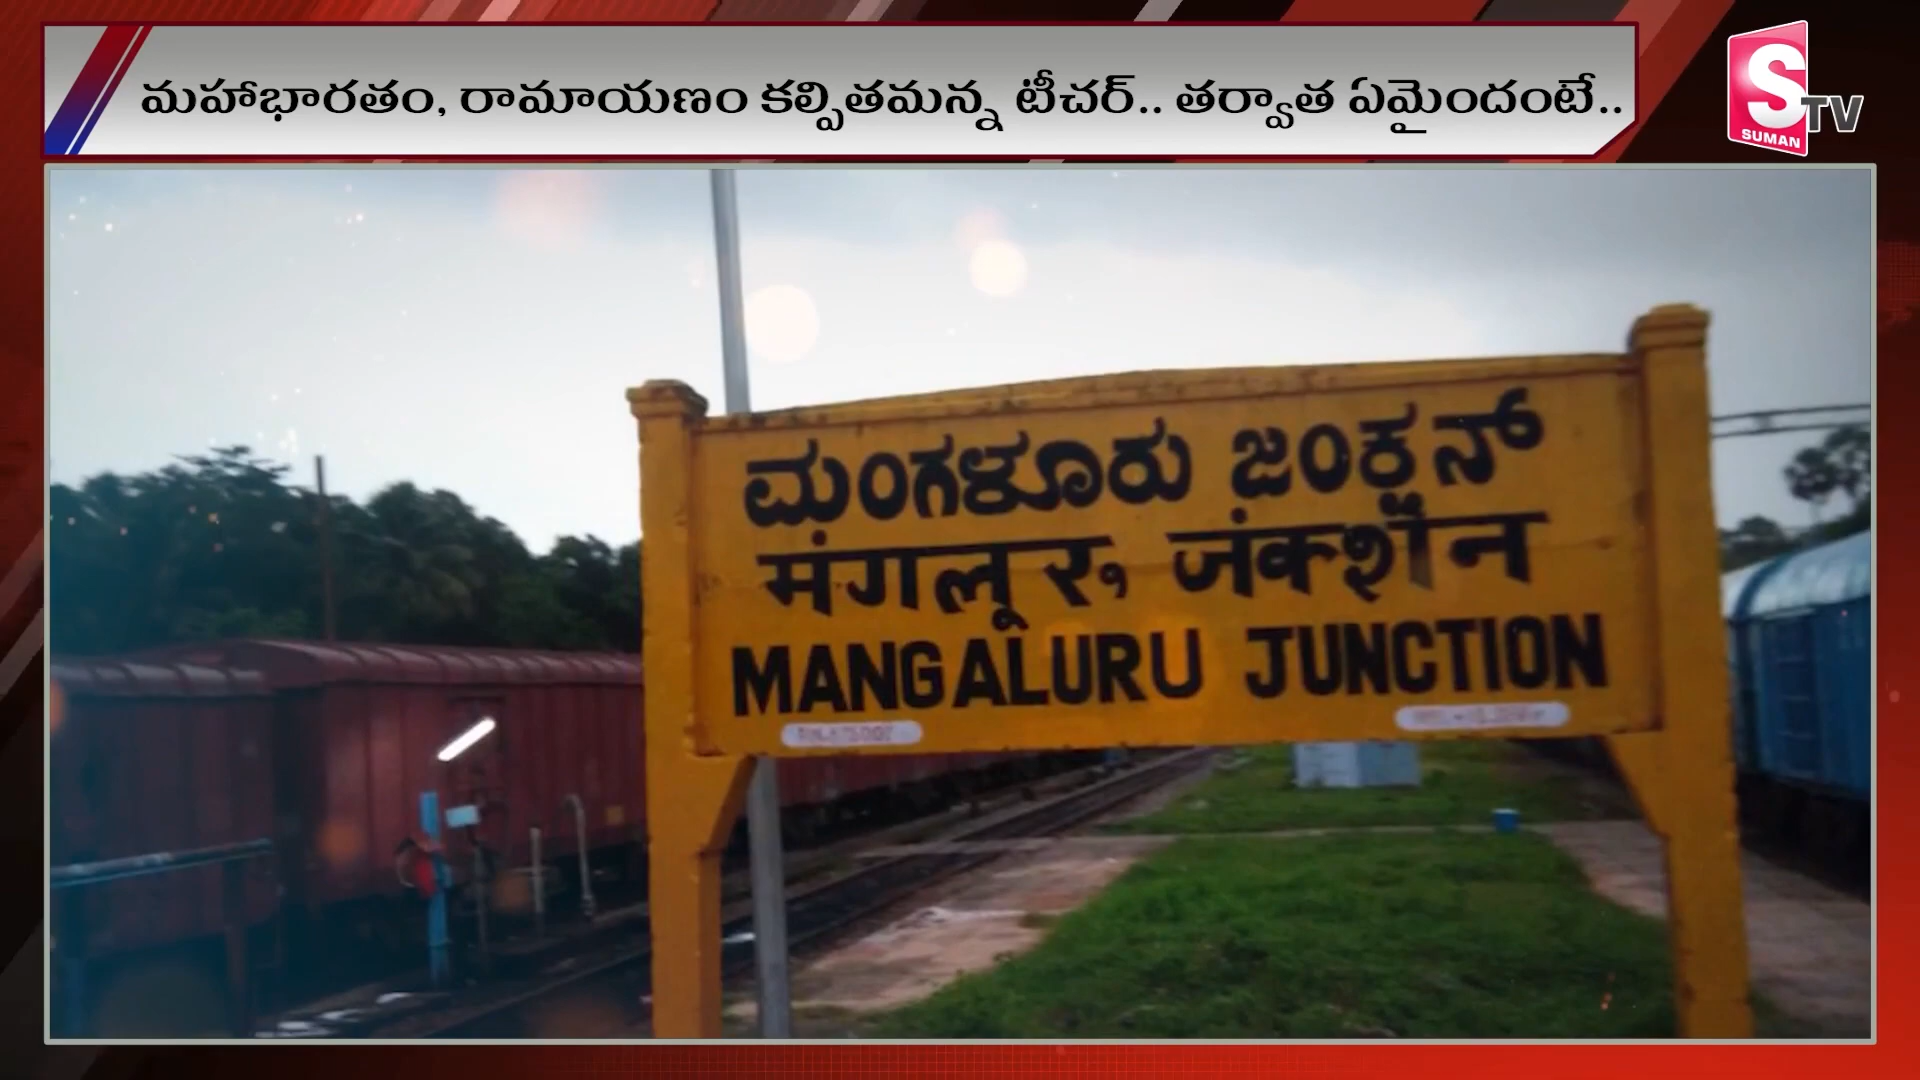 మహాభారతం, రామాయణం కల్పితమన్న టీచర్.. తర్వాత ఏమైందంటే..
S TV
SUMAN
ಮಂಗಳೂರು ಜಂಕ್ಷನ್
मंगलूरु जंक्शन
MANGALURU JUNCTION